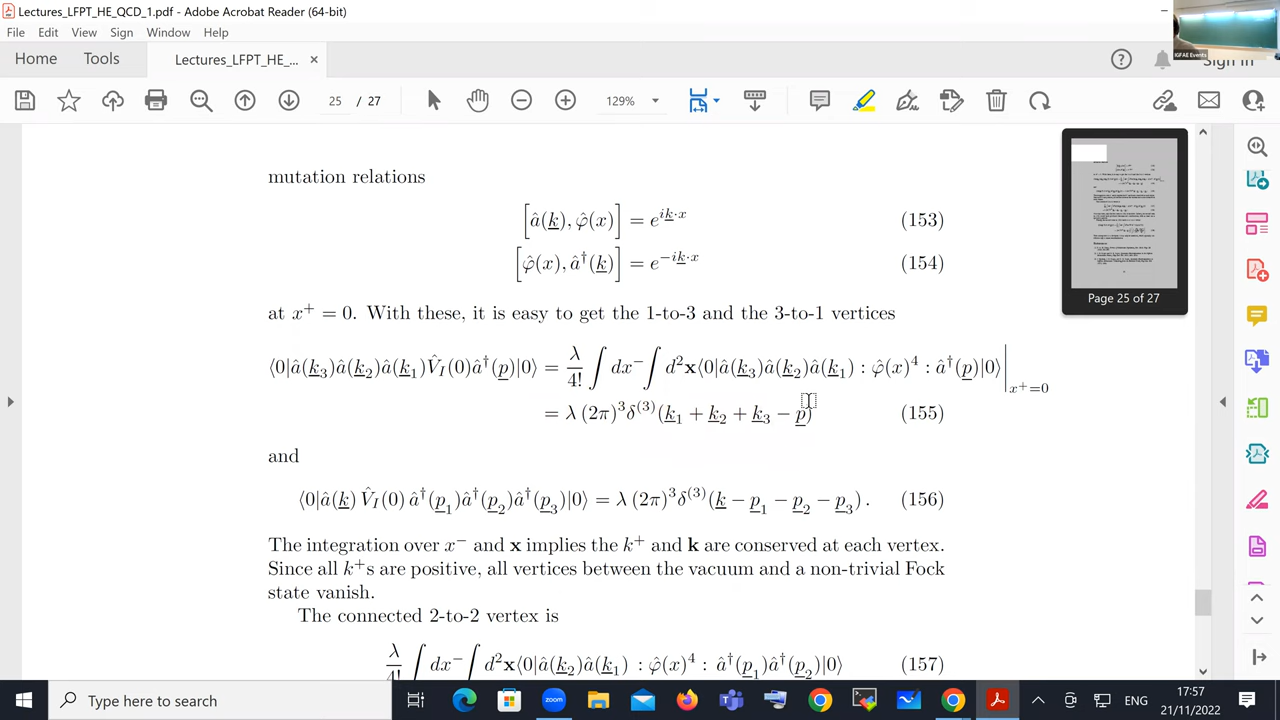 Lectures_LFPT_HE_QCD_1.pdf - Adobe Acrobat Reader (64-bit)
File Edit View Sign Window Help
IGFAE Events
Home Tools Lectures_LFPT_HE_... × Sign In
25 / 27 129%
mutation relations
[â(k), φ̂(x)] = e^{ik·x} (153)
[φ̂(x), â†(k)] = e^{−ik·x} (154)
at x⁺ = 0. With these, it is easy to get the 1-to-3 and the 3-to-1 vertices
⟨0|â(k₃)â(k₂)â(k₁)V̂_I(0)â†(p)|0⟩ = λ/4! ∫ dx⁻ ∫ d²x⟨0|â(k₃)â(k₂)â(k₁) : φ̂(x)⁴ : â†(p)|0⟩|_{x⁺=0}
= λ (2π)³δ⁽³⁾(k₁ + k₂ + k₃ − p) (155)
and
⟨0|â(k) V̂_I(0) â†(p₁)â†(p₂)â†(p₃)|0⟩ = λ (2π)³δ⁽³⁾(k − p₁ − p₂ − p₃) . (156)
The integration over x⁻ and x implies the k⁺ and k are conserved at each vertex.
Since all k⁺s are positive, all vertices between the vacuum and a non-trivial Fock
state vanish.
The connected 2-to-2 vertex is
λ/4! ∫ dx⁻ ∫ d²x⟨0|â(k₂)â(k₁) : φ̂(x)⁴ : â†(p₁)â†(p₂)|0⟩ (157)
Page 25 of 27
Type here to search
ENG
17:57
21/11/2022